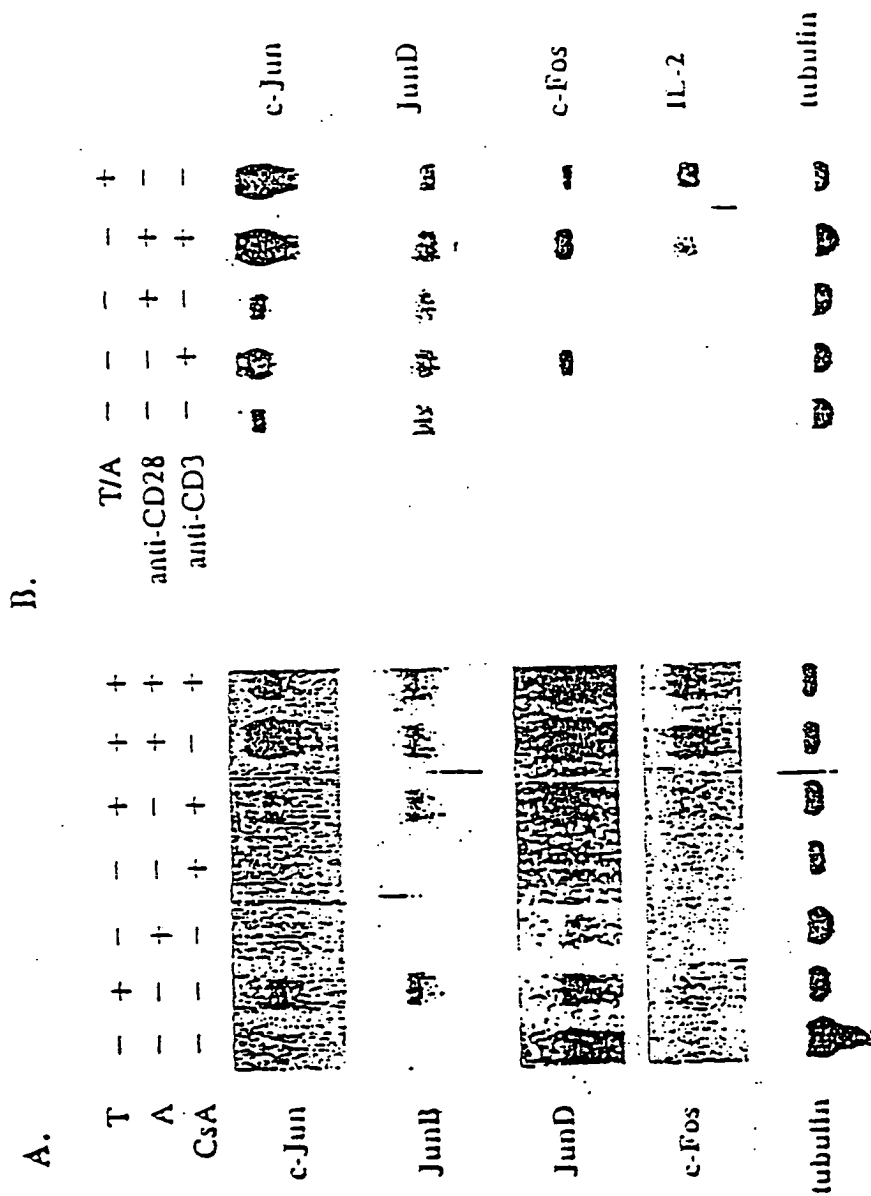 A.
T − + − − + + +
A − − + − − + +
CsA − − − + + − +
c-Jun
JunB
JunD
c-Fos
tubulin
B.
T/A − − − − +
anti-CD28 − − + + −
anti-CD3 − + − + −
c-Jun
JunD
c-Fos
IL-2
tubulin